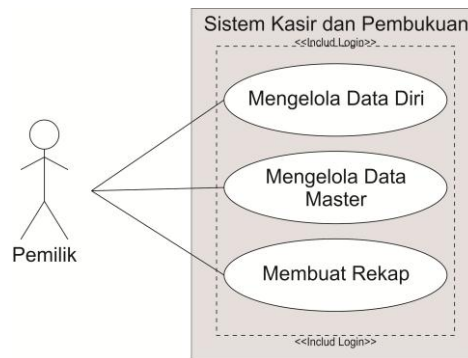 Sistem Kasir dan Pembukuan
<<Includ Login>>
Mengelola Data Diri
Mengelola Data
Master
Pemilik
Membuat Rekap
<<Includ Login>>